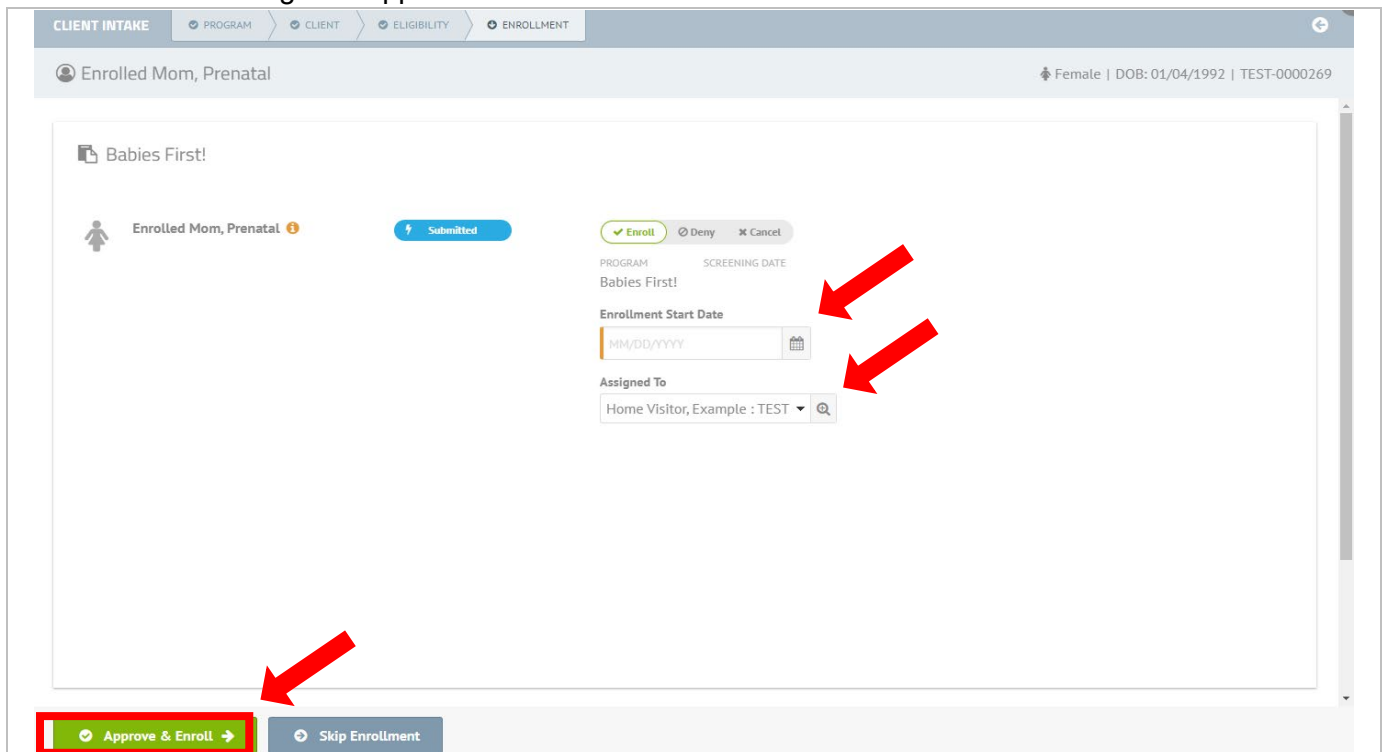 CLIENT INTAKE PROGRAM CLIENT ELIGIBILITY ENROLLMENT
Enrolled Mom, Prenatal Female | DOB: 01/04/1992 | TEST-0000269
Babies First!
Enrolled Mom, Prenatal Submitted Enroll Deny Cancel
PROGRAM SCREENING DATE
Babies First!
Enrollment Start Date
MM/DD/YYYY
Assigned To
Home Visitor, Example : TEST
Approve & Enroll Skip Enrollment